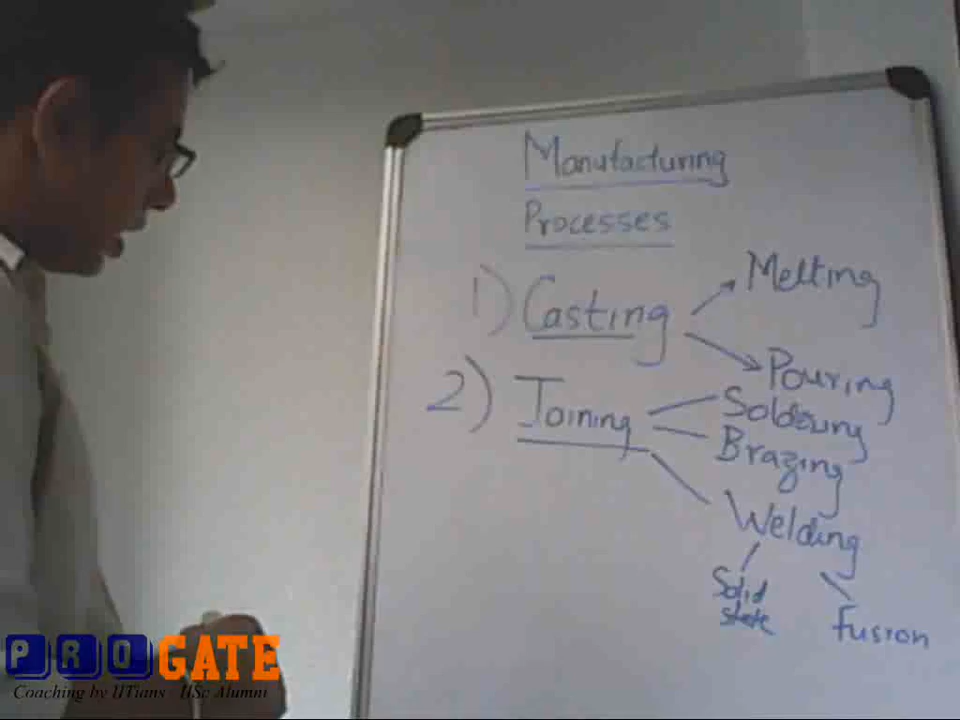 Manufacturing
Processes
1) Casting
Melting
Pouring
2) Joining
Soldering
Brazing
Welding
Solid
state
Fusion
PROGATE
Coaching by IITians - IISc Alumni